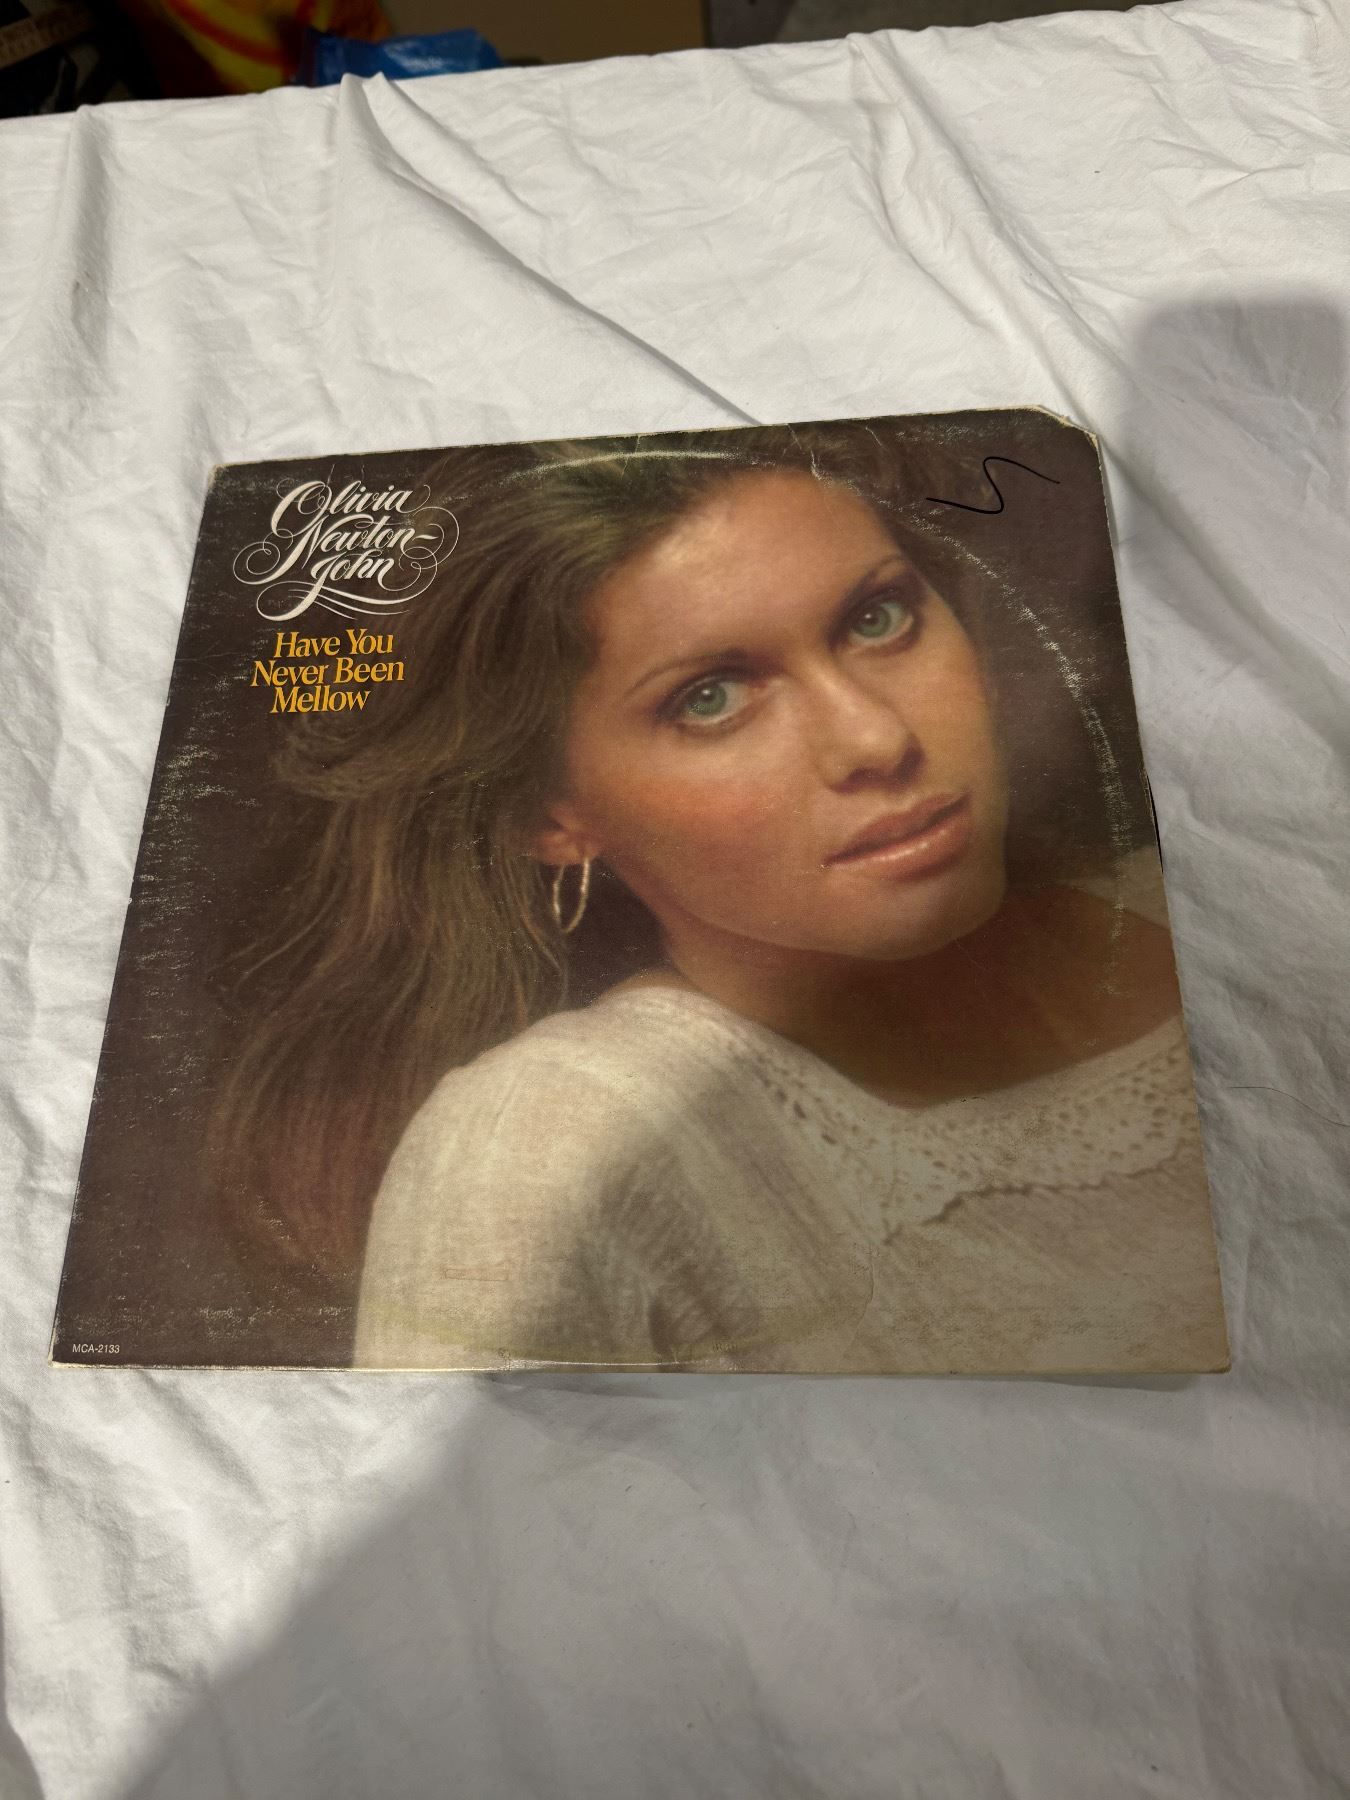 Olivia
Newton-
John
Have You
Never Been
Mellow
MCA-2133